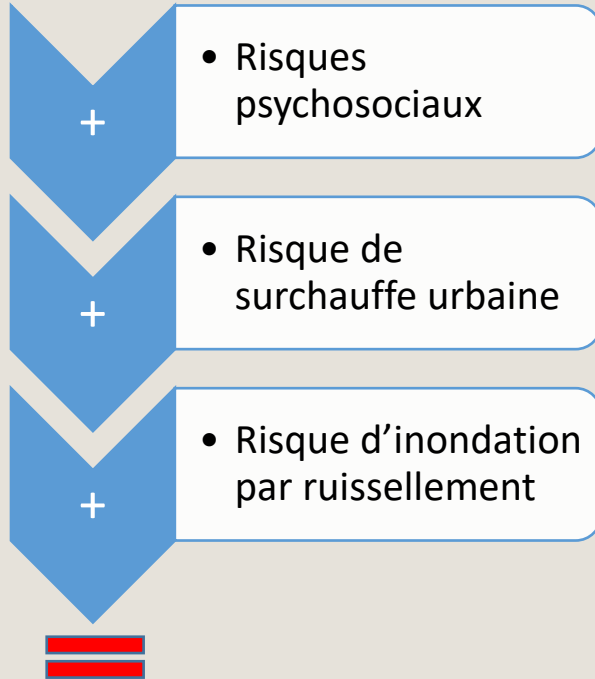 +
• Risques
psychosociaux
+
• Risque de
surchauffe urbaine
+
• Risque d’inondation
par ruissellement